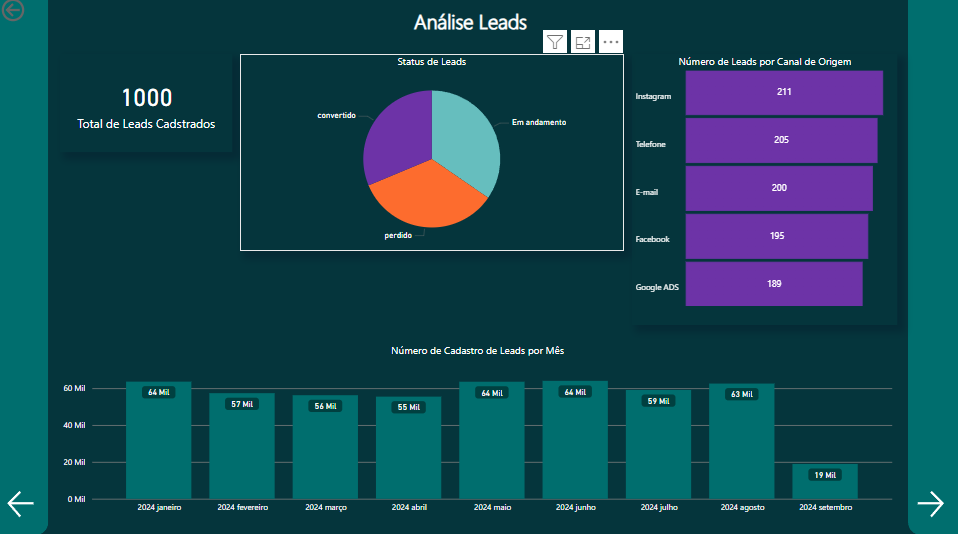 Análise Leads
1000
Total de Leads Cadstrados
Status de Leads
convertido
Em andamento
perdido
Número de Leads por Canal de Origem
Instagram
211
Telefone
205
E-mail
200
Facebook
195
Google ADS
189
Número de Cadastro de Leads por Mês
60 Mil
40 Mil
20 Mil
0 Mil
64 Mil
57 Mil
56 Mil
55 Mil
64 Mil
64 Mil
59 Mil
63 Mil
19 Mil
2024 janeiro
2024 fevereiro
2024 março
2024 abril
2024 maio
2024 junho
2024 julho
2024 agosto
2024 setembro